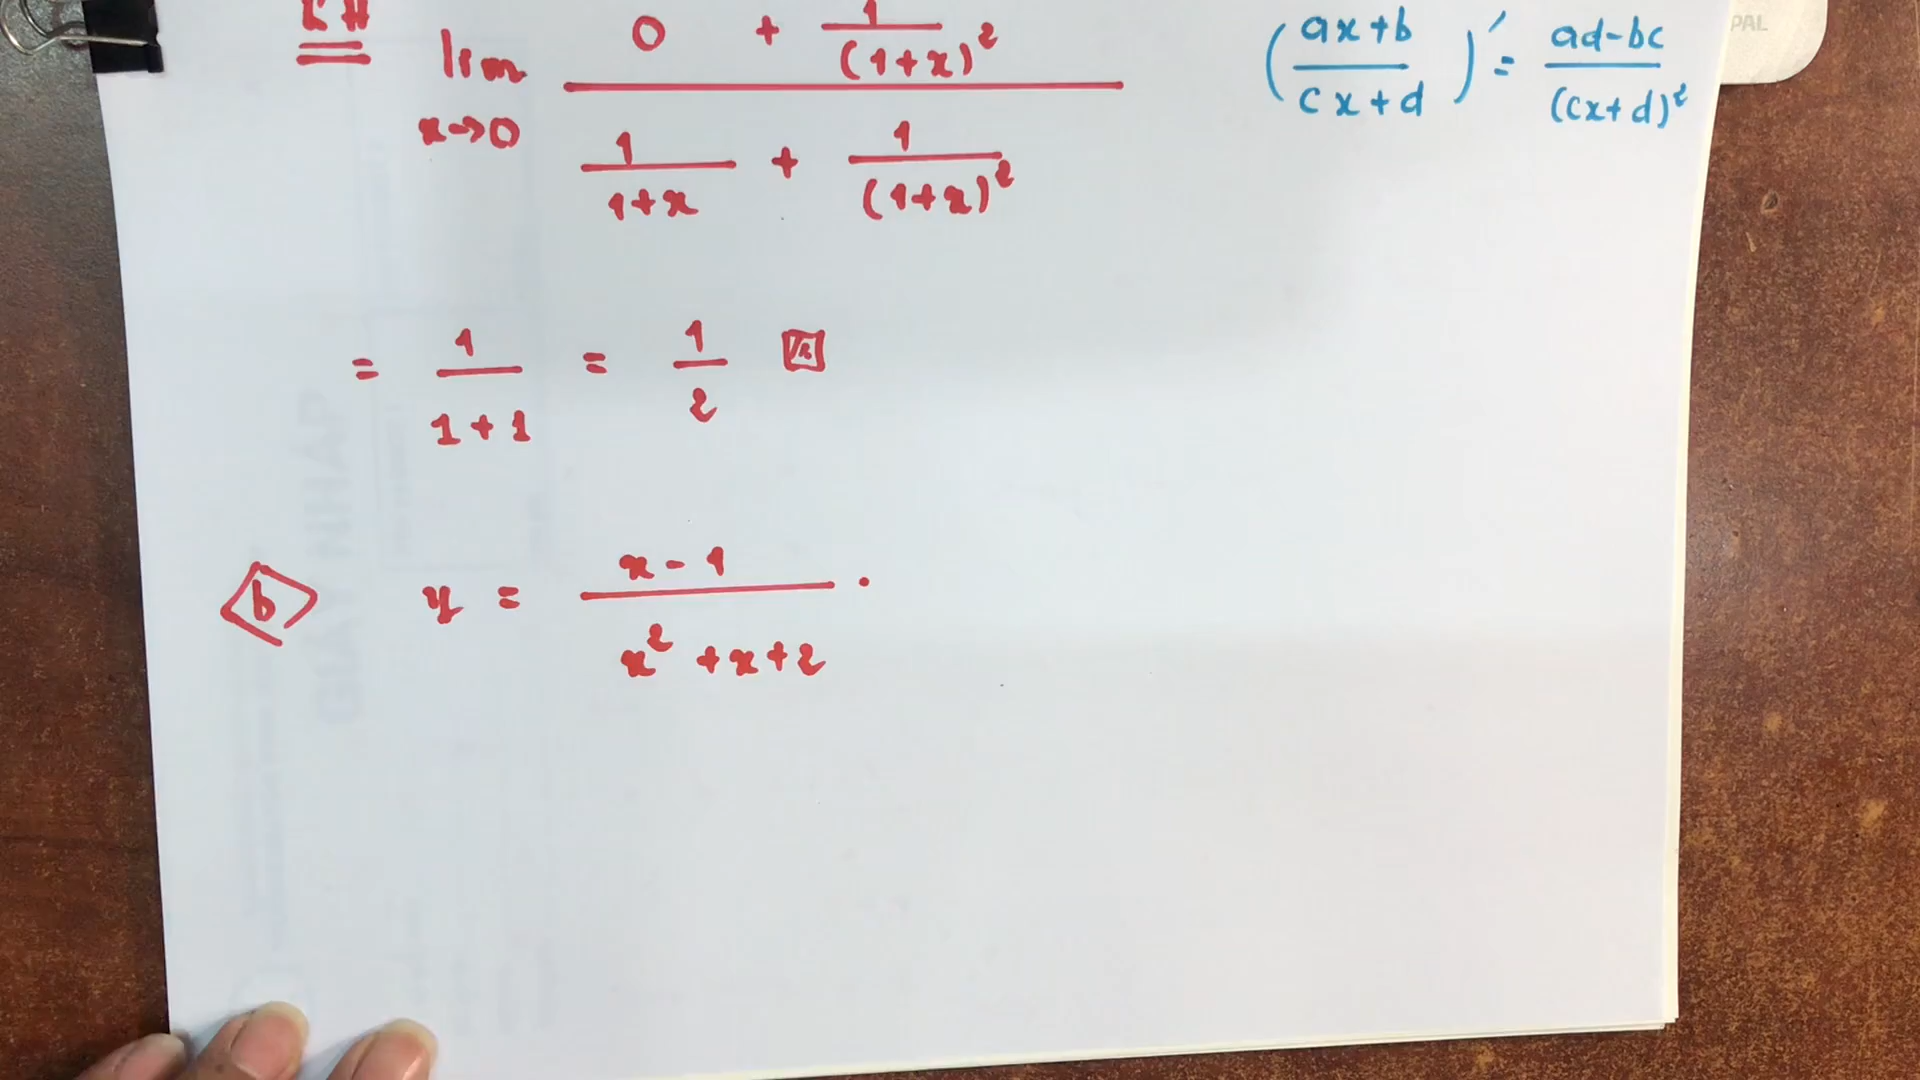 L'H lim x→0 (0 + 1/(1+x)²) / (1/(1+x) + 1/(1+x)²)
(ax+b / cx+d)′ = ad-bc / (cx+d)²
= 1/(1+1) = 1/2
b y = (x-1) / (x²+x+2) .
PAL